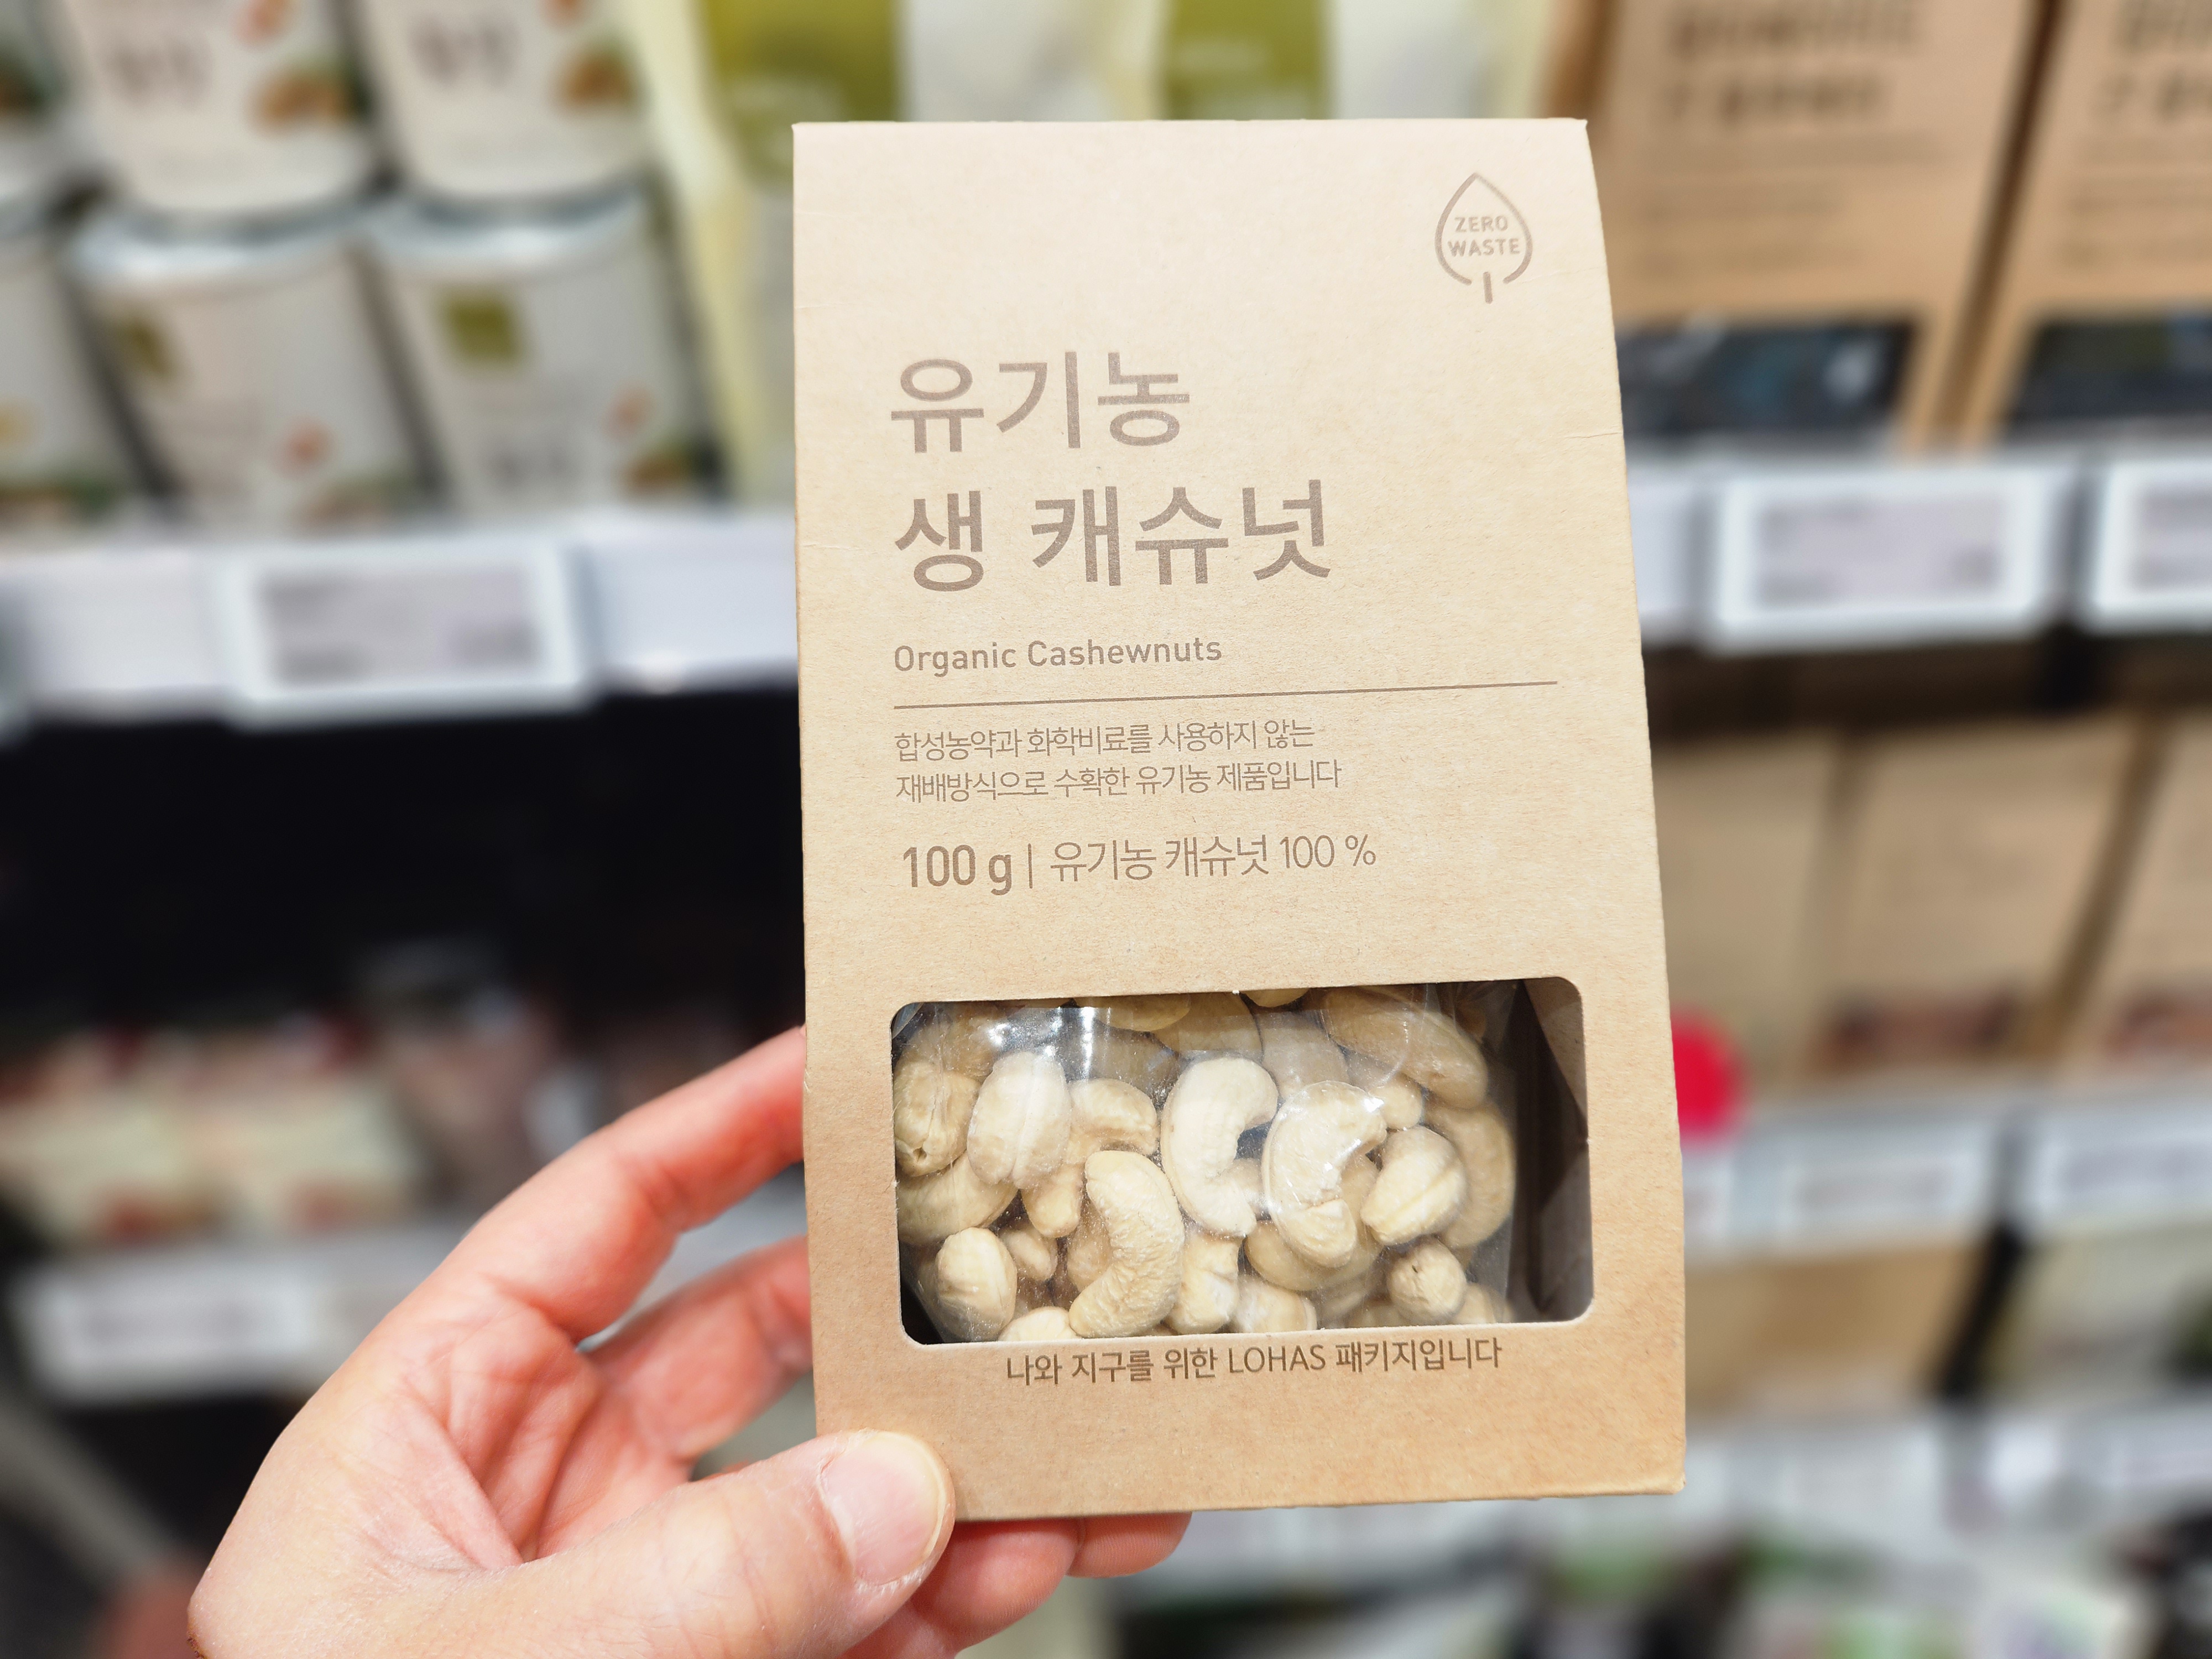 ZERO
WASTE
유기농
생 캐슈넛
Organic Cashewnuts
합성농약과 화학비료를 사용하지 않는
재배방식으로 수확한 유기농 제품입니다
100 g | 유기농 캐슈넛 100 %
나와 지구를 위한 LOHAS 패키지입니다